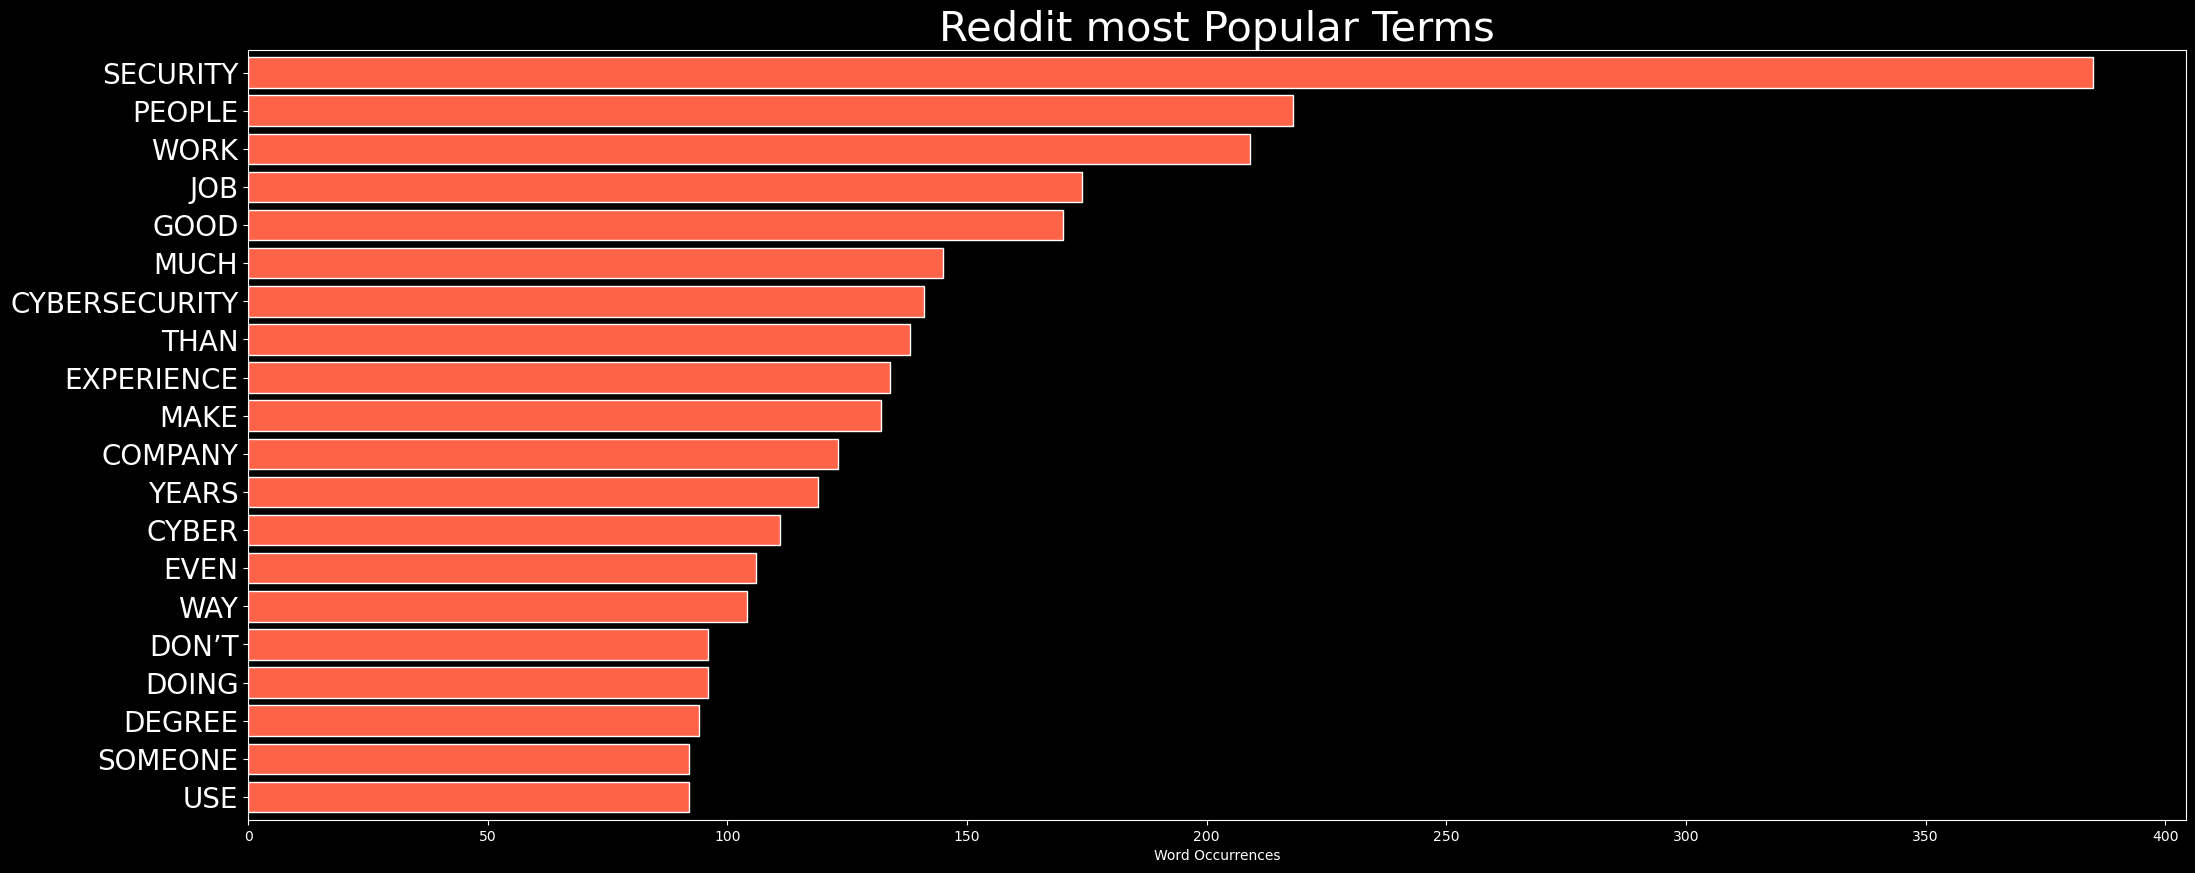 Reddit most Popular Terms
SECURITY
PEOPLE
WORK
JOB
GOOD
MUCH
CYBERSECURITY
THAN
EXPERIENCE
MAKE
COMPANY
YEARS
CYBER
EVEN
WAY
DON’T
DOING
DEGREE
SOMEONE
USE
0 50 100 150 200 250 300 350 400
Word Occurrences